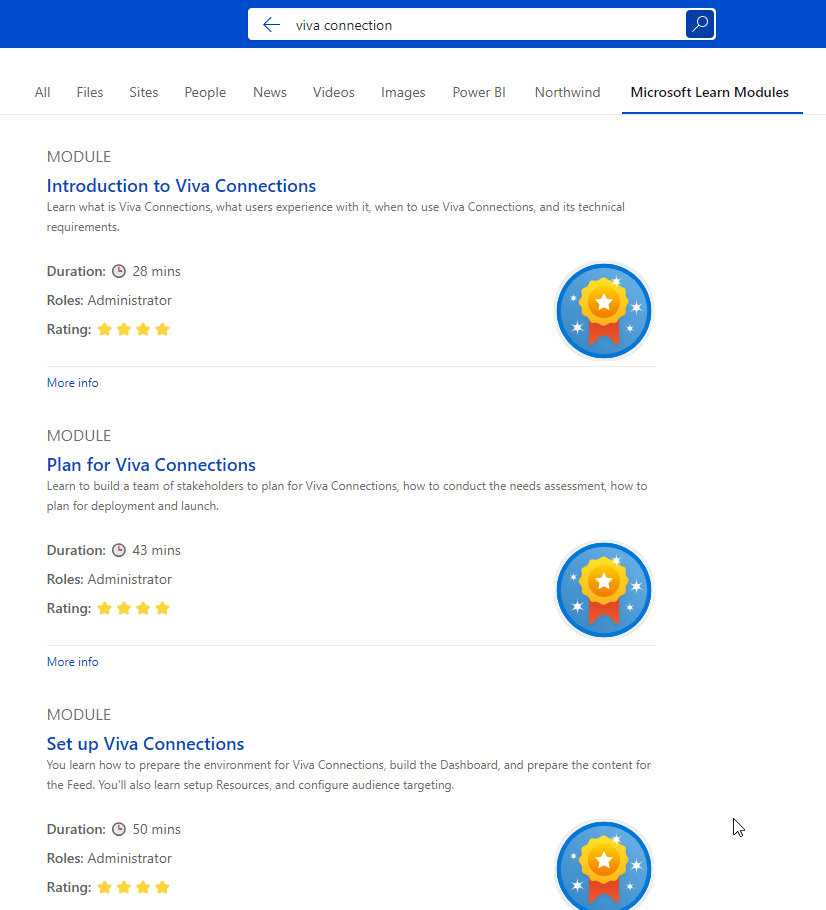 viva connection
All Files Sites People News Videos Images Power BI Northwind Microsoft Learn Modules
MODULE
Introduction to Viva Connections
Learn what is Viva Connections, what users experience with it, when to use Viva Connections, and its technical
requirements.
Duration: 28 mins
Roles: Administrator
Rating:
More info
MODULE
Plan for Viva Connections
Learn to build a team of stakeholders to plan for Viva Connections, how to conduct the needs assessment, how to
plan for deployment and launch.
Duration: 43 mins
Roles: Administrator
Rating:
More info
MODULE
Set up Viva Connections
You learn how to prepare the environment for Viva Connections, build the Dashboard, and prepare the content for
the Feed. You'll also learn setup Resources, and configure audience targeting.
Duration: 50 mins
Roles: Administrator
Rating: